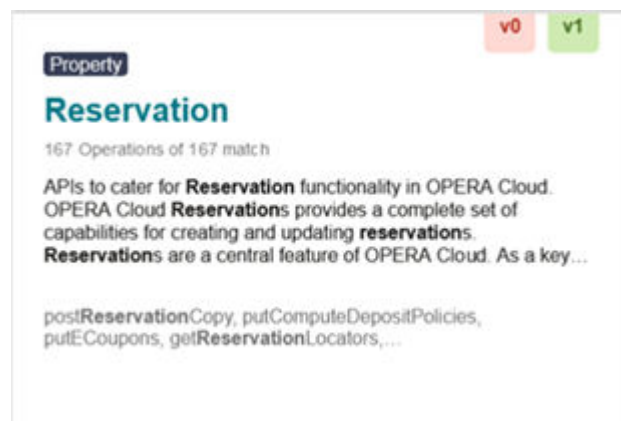 v0 v1
Property
Reservation
167 Operations of 167 match
APIs to cater for Reservation functionality in OPERA Cloud.
OPERA Cloud Reservations provides a complete set of
capabilities for creating and updating reservations.
Reservations are a central feature of OPERA Cloud. As a key...
postReservationCopy, putComputeDepositPolicies,
putECoupons, getReservationLocators,...